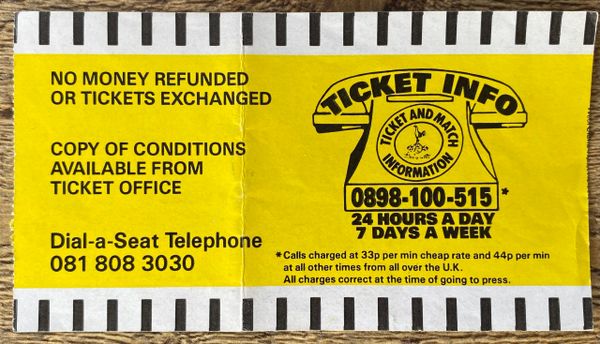 NO MONEY REFUNDED
OR TICKETS EXCHANGED
COPY OF CONDITIONS
AVAILABLE FROM
TICKET OFFICE
Dial-a-Seat Telephone
081 808 3030
TICKET INFO
TICKET AND MATCH
INFORMATION
0898-100-515*
24 HOURS A DAY
7 DAYS A WEEK
*Calls charged at 33p per min cheap rate and 44p per min
at all other times from all over the U.K.
All charges correct at the time of going to press.